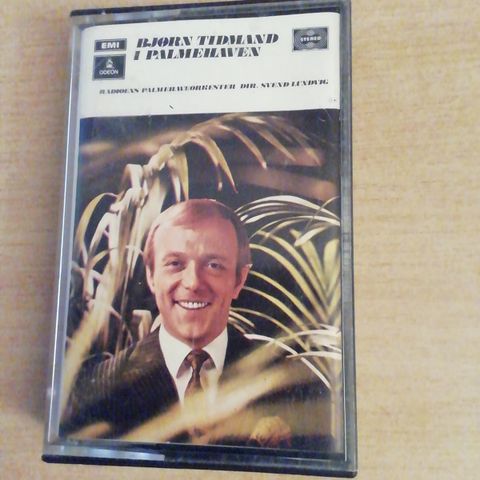 EMI
ODEON
BJØRN TIDMAND
I PALMEHAVEN
STEREO
RADIOENS PALMEHAVEORKESTER DIR. SVEND LUNDVIG